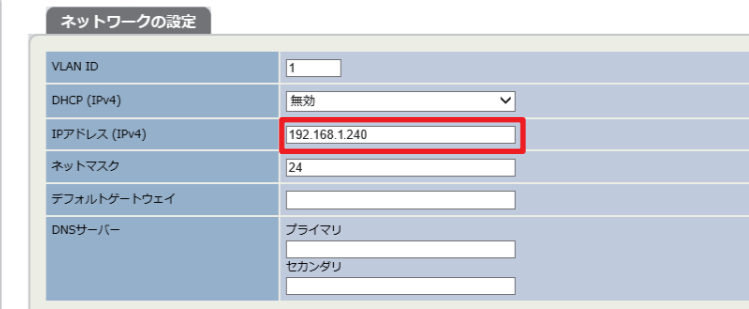 ネットワークの設定
VLAN ID
1
DHCP (IPv4)
無効
IPアドレス (IPv4)
192.168.1.240
ネットマスク
24
デフォルトゲートウェイ
DNSサーバー
プライマリ
セカンダリ